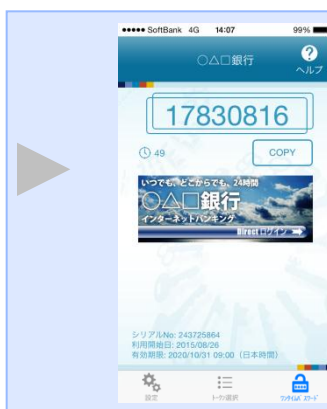 SoftBank 4G 14:07 99%
○△□銀行
?
ヘルプ
17830816
49
COPY
いつでも、どこからでも、24時間
○△□銀行
インターネットバンキング
Direct ログイン
シリアルNo: 243725864
利用開始日: 2015/08/26
有効期限: 2020/10/31 09:00（日本時間）
設定
トークン選択
ワンタイムパスワード